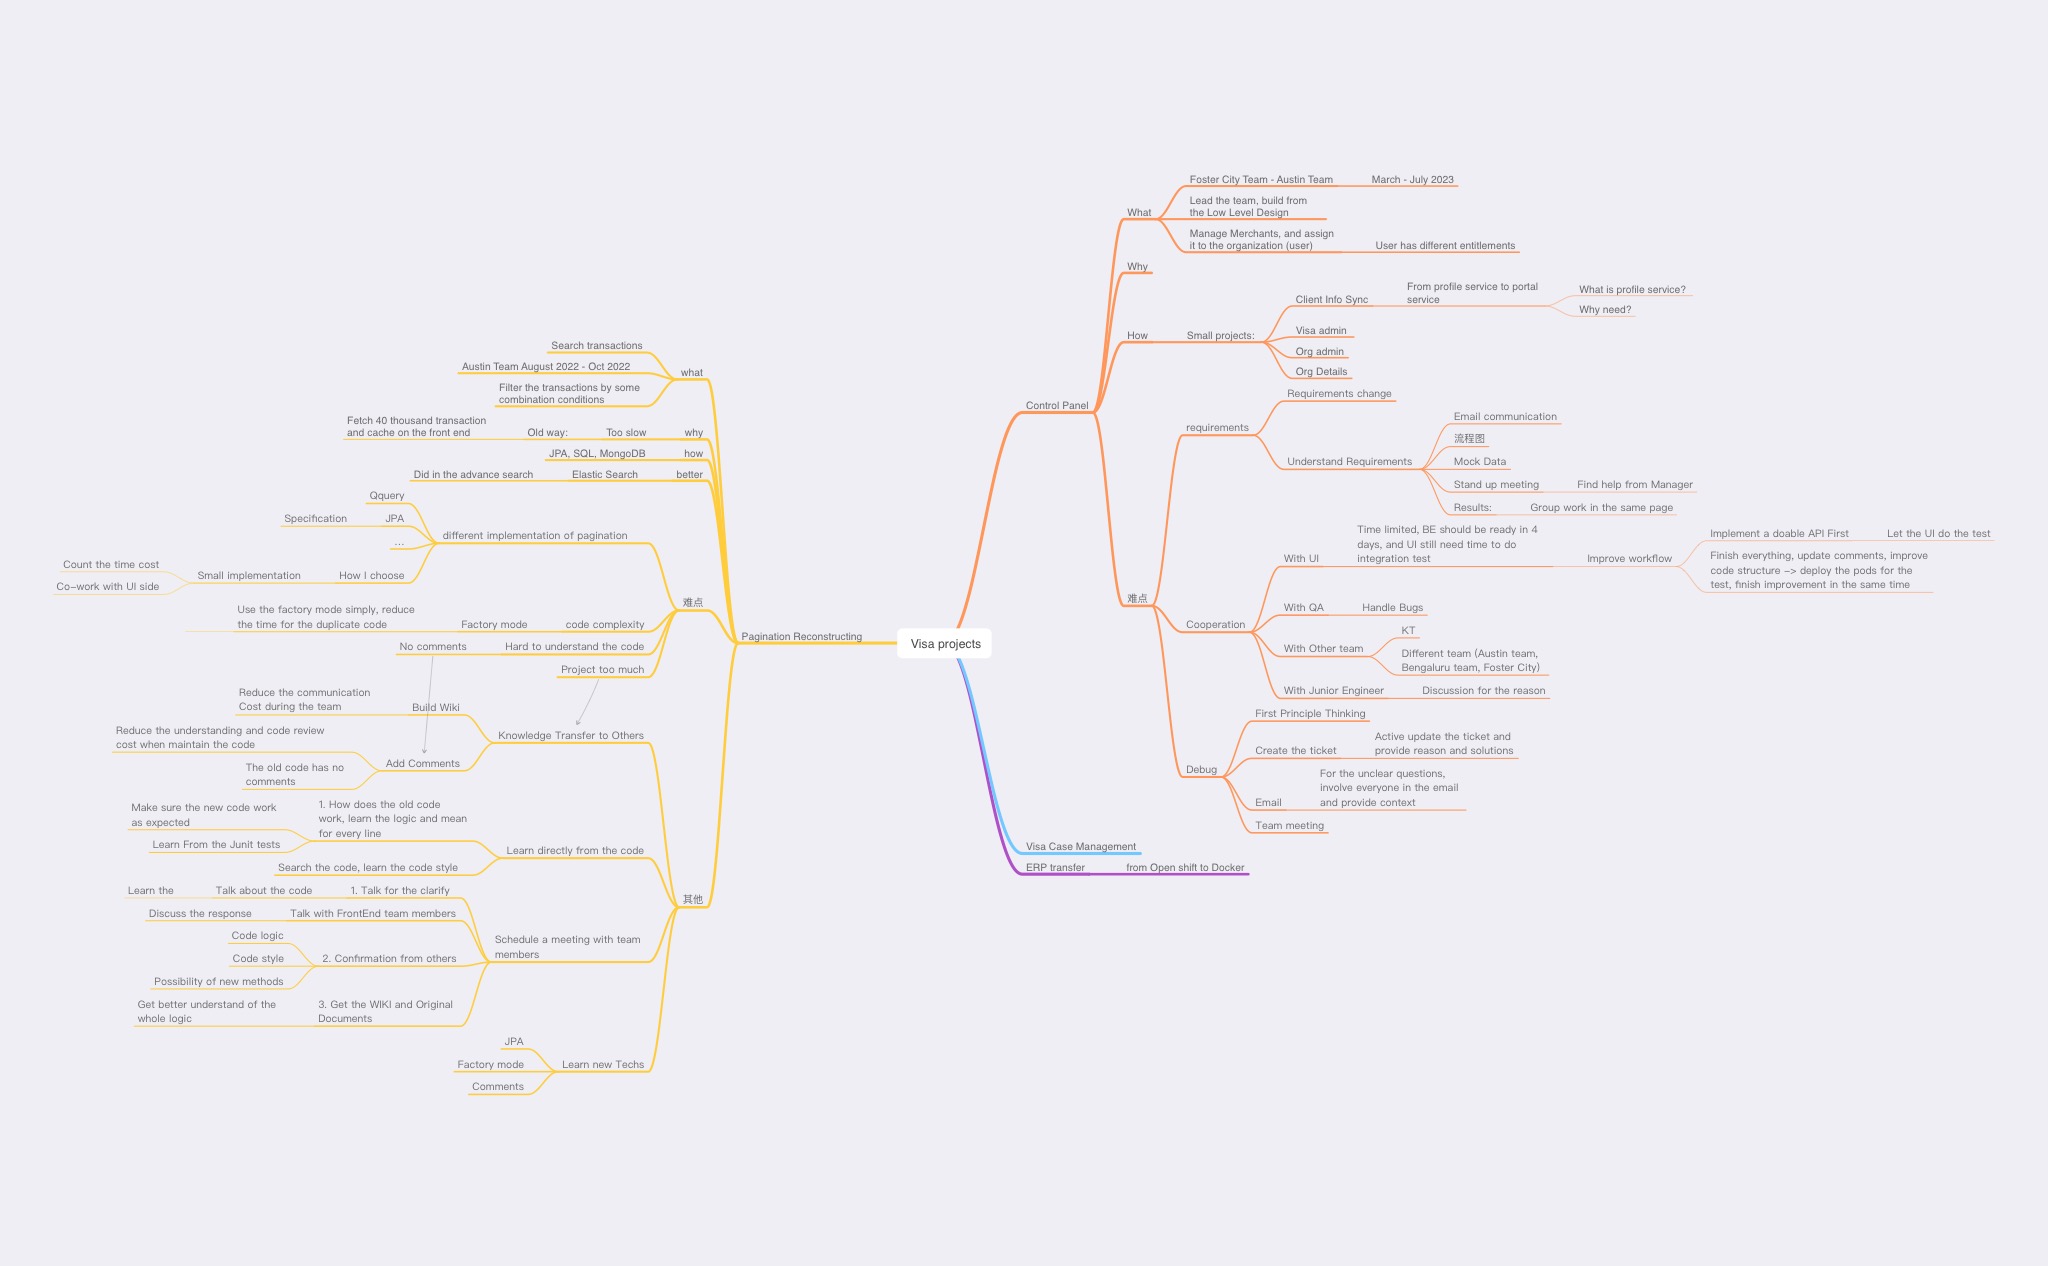 Visa projects
Control Panel
What
Foster City Team - Austin Team
March - July 2023
Lead the team, build from
the Low Level Design
Manage Merchants, and assign
it to the organization (user)
User has different entitlements
Why
How
Small projects:
Client Info Sync
From profile service to portal
service
What is profile service?
Why need?
Visa admin
Org admin
Org Details
难点
requirements
Requirements change
Understand Requirements
Email communication
流程图
Mock Data
Stand up meeting
Find help from Manager
Results:
Group work in the same page
Cooperation
With UI
Time limited, BE should be ready in 4
days, and UI still need time to do
integration test
Improve workflow
Implement a doable API First
Let the UI do the test
Finish everything, update comments, improve
code structure -> deploy the pods for the
test, finish improvement in the same time
With QA
Handle Bugs
With Other team
KT
Different team (Austin team,
Bengaluru team, Foster City)
With Junior Engineer
Discussion for the reason
Debug
First Principle Thinking
Create the ticket
Active update the ticket and
provide reason and solutions
Email
For the unclear questions,
involve everyone in the email
and provide context
Team meeting
Visa Case Management
ERP transfer
from Open shift to Docker
Pagination Reconstructing
what
Search transactions
Austin Team August 2022 - Oct 2022
Filter the transactions by some
combination conditions
why
Too slow
Old way:
Fetch 40 thousand transaction
and cache on the front end
how
JPA, SQL, MongoDB
better
Elastic Search
Did in the advance search
难点
different implementation of pagination
Qquery
JPA
Specification
...
How I choose
Small implementation
Count the time cost
Co-work with UI side
code complexity
Factory mode
Use the factory mode simply, reduce
the time for the duplicate code
Hard to understand the code
No comments
Project too much
其他
Knowledge Transfer to Others
Build Wiki
Reduce the communication
Cost during the team
Add Comments
Reduce the understanding and code review
cost when maintain the code
The old code has no
comments
Learn directly from the code
1. How does the old code
work, learn the logic and mean
for every line
Make sure the new code work
as expected
Learn From the Junit tests
Search the code, learn the code style
Schedule a meeting with team
members
1. Talk for the clarify
Talk about the code
Learn the
Talk with FrontEnd team members
Discuss the response
2. Confirmation from others
Code logic
Code style
Possibility of new methods
3. Get the WIKI and Original
Documents
Get better understand of the
whole logic
Learn new Techs
JPA
Factory mode
Comments